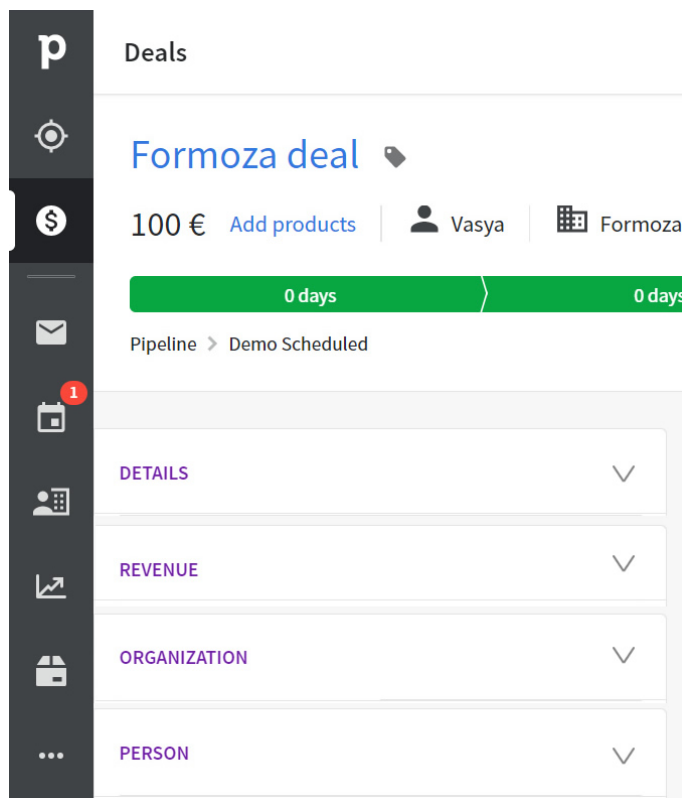 p
Deals
Formoza deal
100 € Add products Vasya Formoza
0 days 0 days
Pipeline > Demo Scheduled
1
DETAILS
REVENUE
ORGANIZATION
PERSON